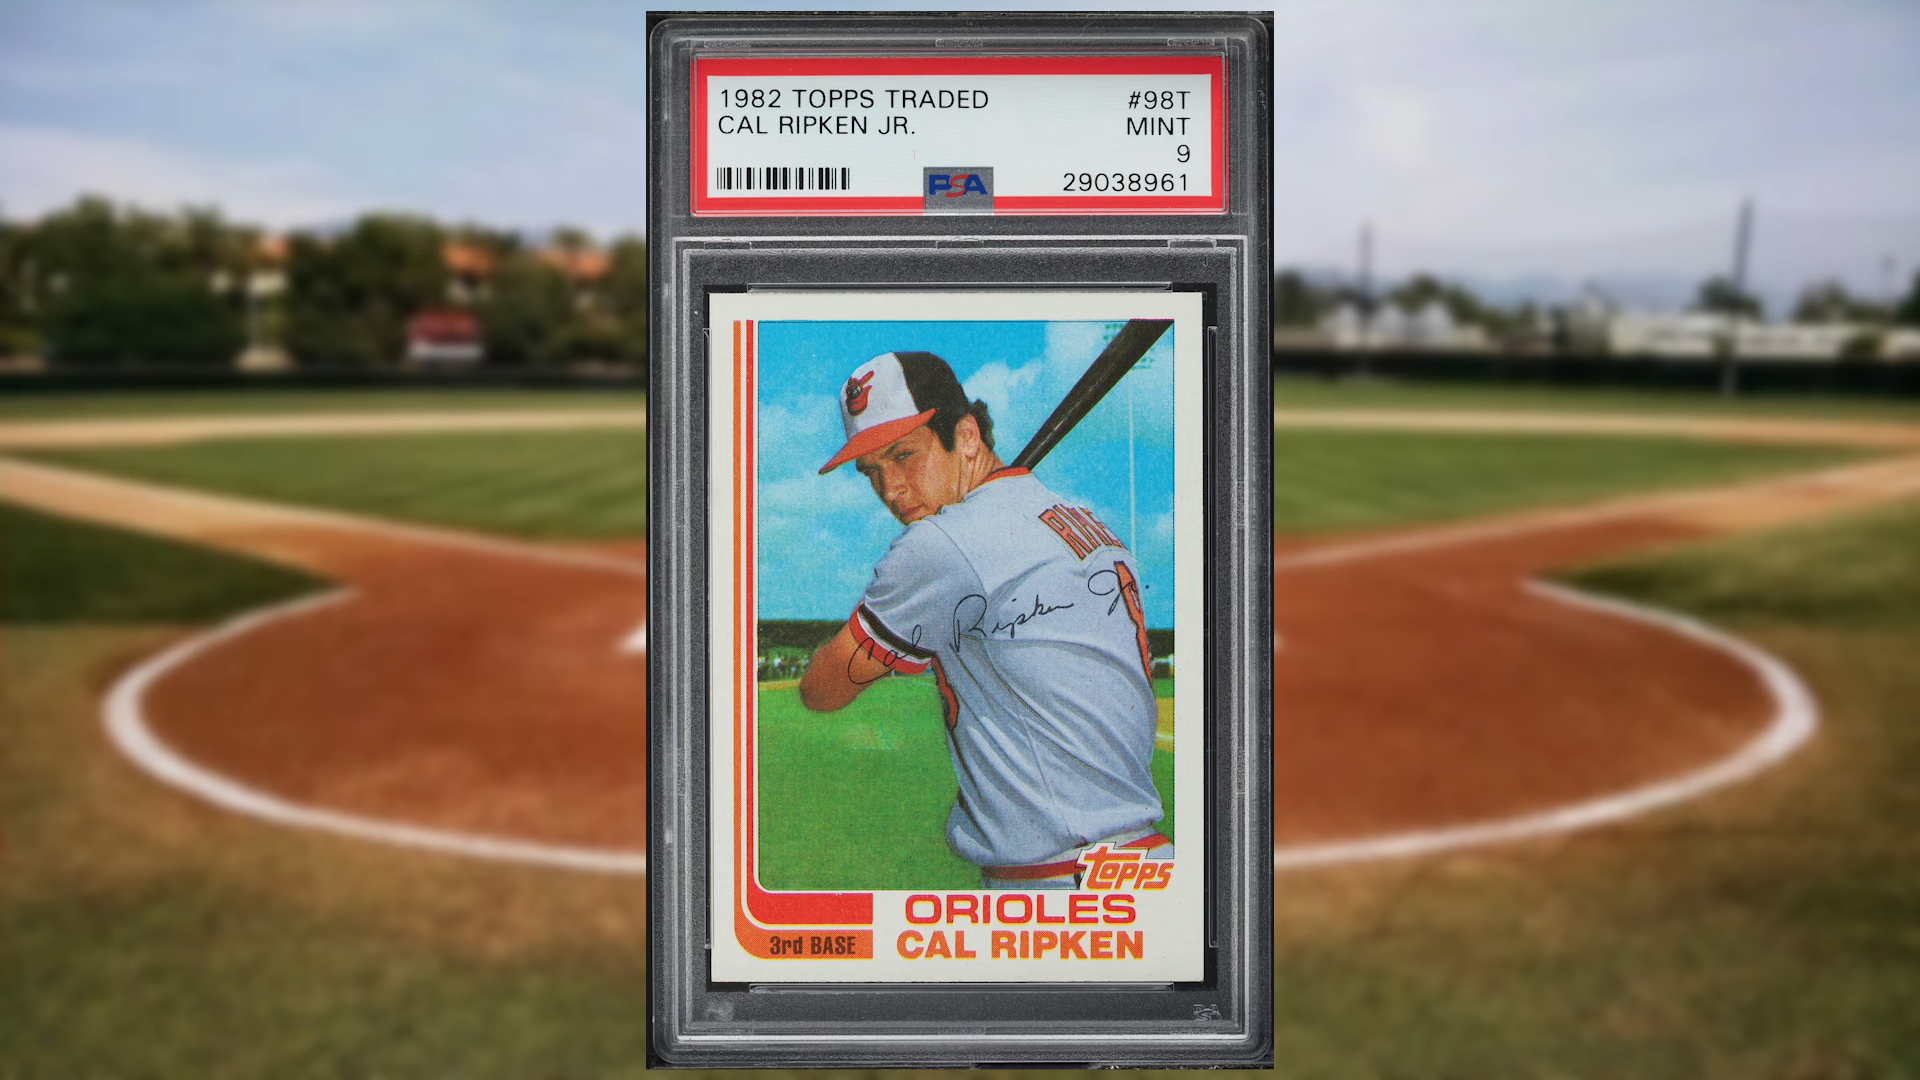 1982 TOPPS TRADED #98T
CAL RIPKEN JR. MINT
9
PSA 29038961
Cal Ripken Jr.
topps
ORIOLES
3rd BASE CAL RIPKEN